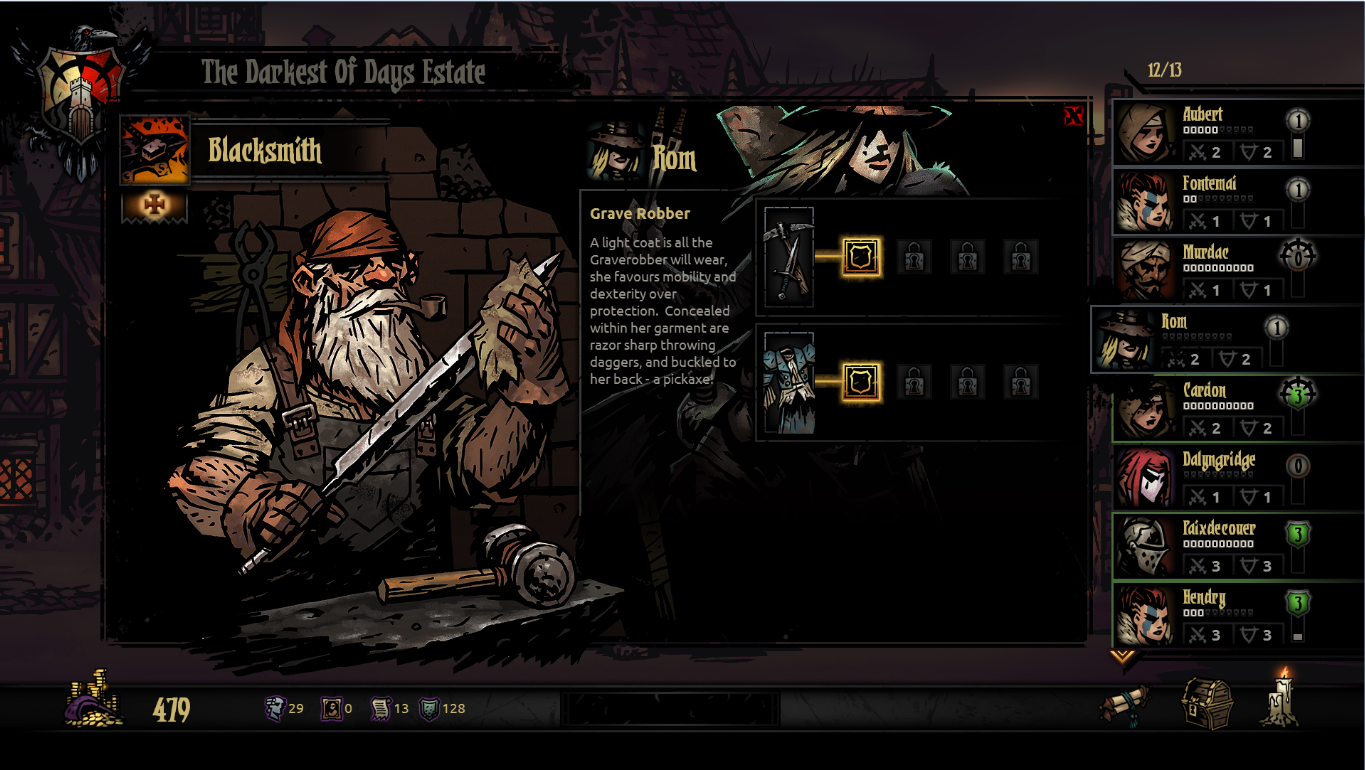 The Darkest Of Days Estate
12/13
Blacksmith
Rom
X
Grave Robber
A light coat is all the
Graverobber will wear,
she favours mobility and
dexterity over
protection. Concealed
within her garment are
razor sharp throwing
daggers, and buckled to
her back - a pickaxe!
Aubert
1
2 2
Fontemai
1
1 1
Murdac
0
1 1
Rom
1
2 2
Cardon
3
2 2
Dalyngridge
0
1 1
Paixdecouer
3
3 3
Hendry
3
3 3
479
29 0 13 128